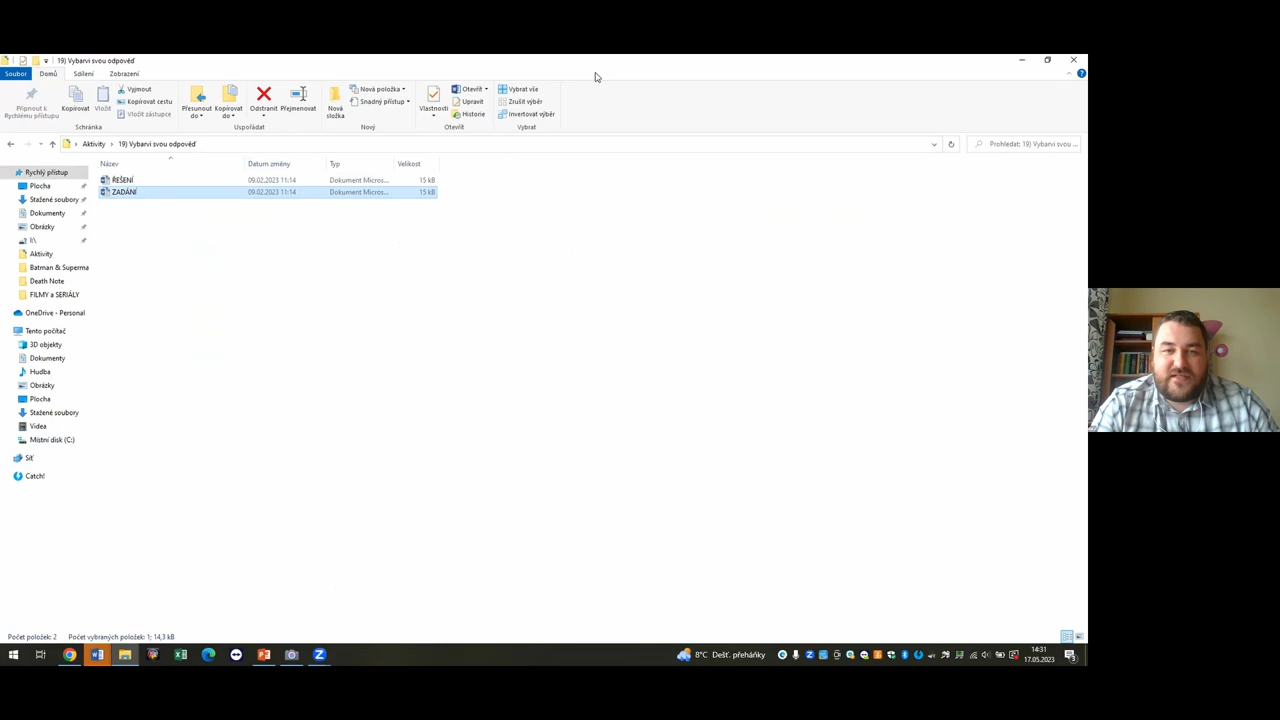 19) Vybarvi svou odpověď
Soubor Domů Sdílení Zobrazení
Připnout k Rychlému přístupu
Kopírovat
Vložit
Vyjmout
Kopírovat cestu
Vložit zástupce
Schránka
Přesunout do
Kopírovat do
Odstranit
Přejmenovat
Uspořádat
Nová složka
Nová položka
Snadný přístup
Nový
Vlastnosti
Otevřít
Upravit
Historie
Otevřít
Vybrat vše
Zrušit výběr
Invertovat výběr
Vybrat
Aktivity 19) Vybarvi svou odpověď
Prohledat: 19) Vybarvi svou ...
Název Datum změny Typ Velikost
ŘEŠENÍ 09.02.2023 11:14 Dokument Micros... 15 kB
ZADÁNÍ 09.02.2023 11:14 Dokument Micros... 15 kB
Rychlý přístup
Plocha
Stažené soubory
Dokumenty
Obrázky
I:\
Aktivity
Batman & Superma
Death Note
FILMY a SERIÁLY
OneDrive - Personal
Tento počítač
3D objekty
Dokumenty
Hudba
Obrázky
Plocha
Stažené soubory
Videa
Místní disk (C:)
Síť
Catch!
Počet položek: 2 Počet vybraných položek: 1; 14,3 kB
8°C Dešť. přeháňky
14:31
17.05.2023